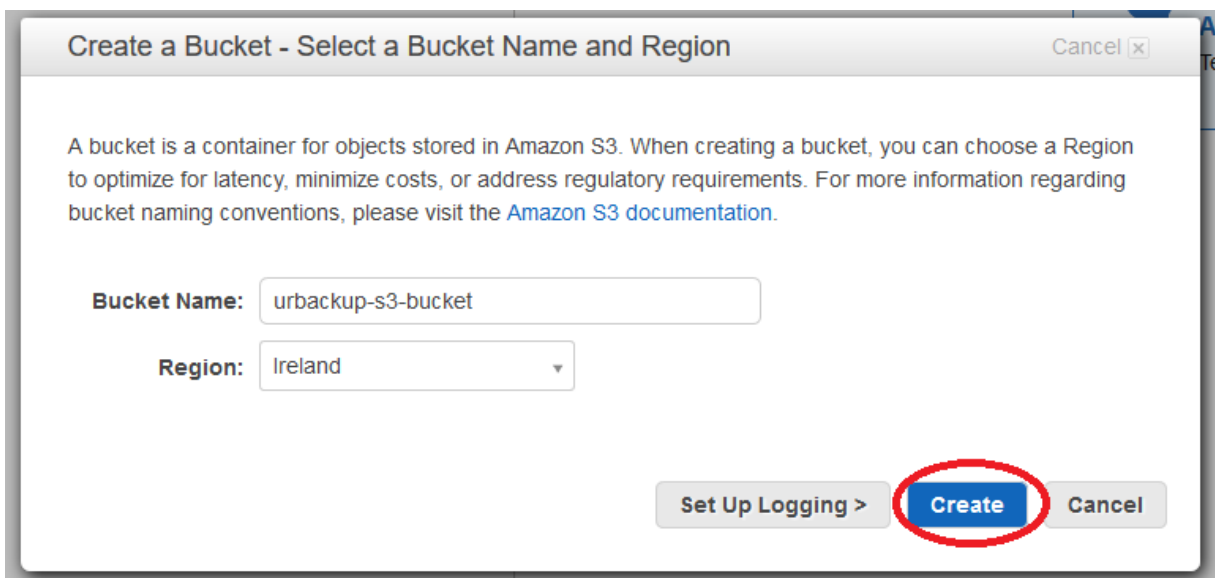 Create a Bucket - Select a Bucket Name and Region
Cancel
A
Te
A bucket is a container for objects stored in Amazon S3. When creating a bucket, you can choose a Region
to optimize for latency, minimize costs, or address regulatory requirements. For more information regarding
bucket naming conventions, please visit the Amazon S3 documentation.
Bucket Name: urbackup-s3-bucket
Region: Ireland
Set Up Logging > Create Cancel